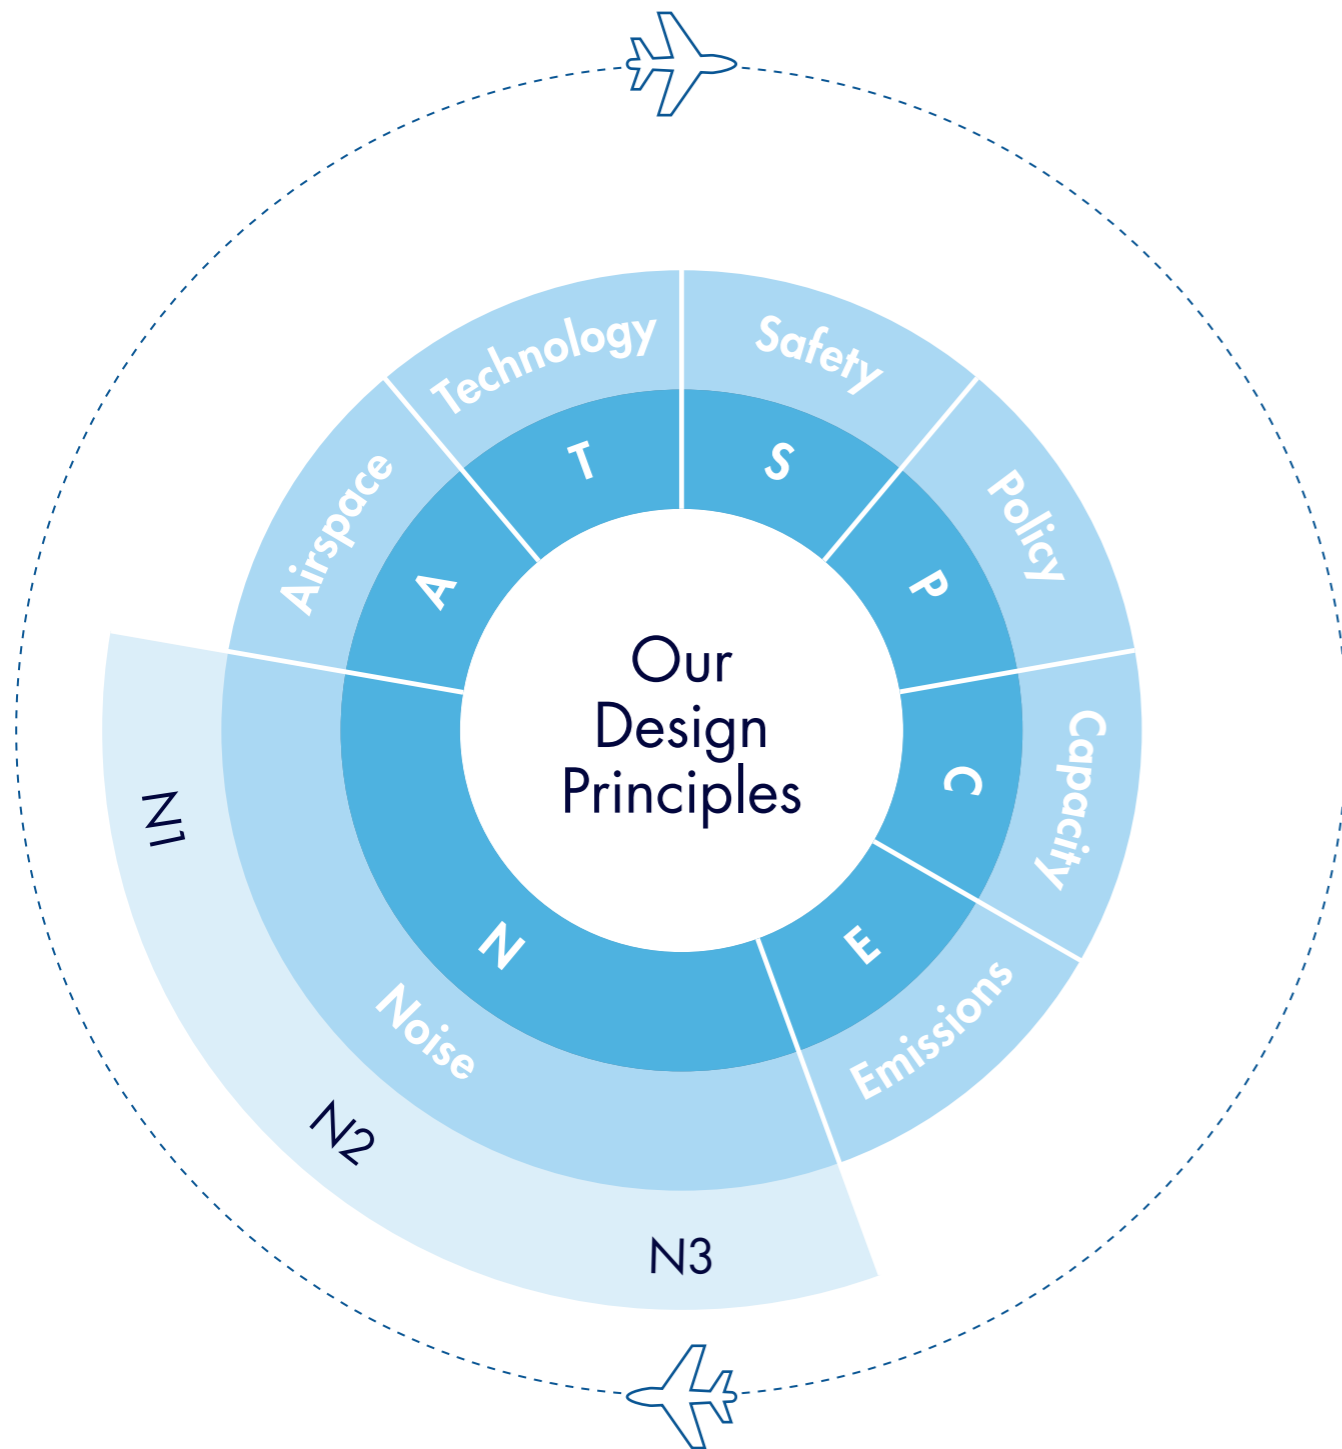 Our
Design
Principles
Safety
S
Policy
P
Capacity
C
Emissions
E
Noise
N
N1
N2
N3
Airspace
A
Technology
T